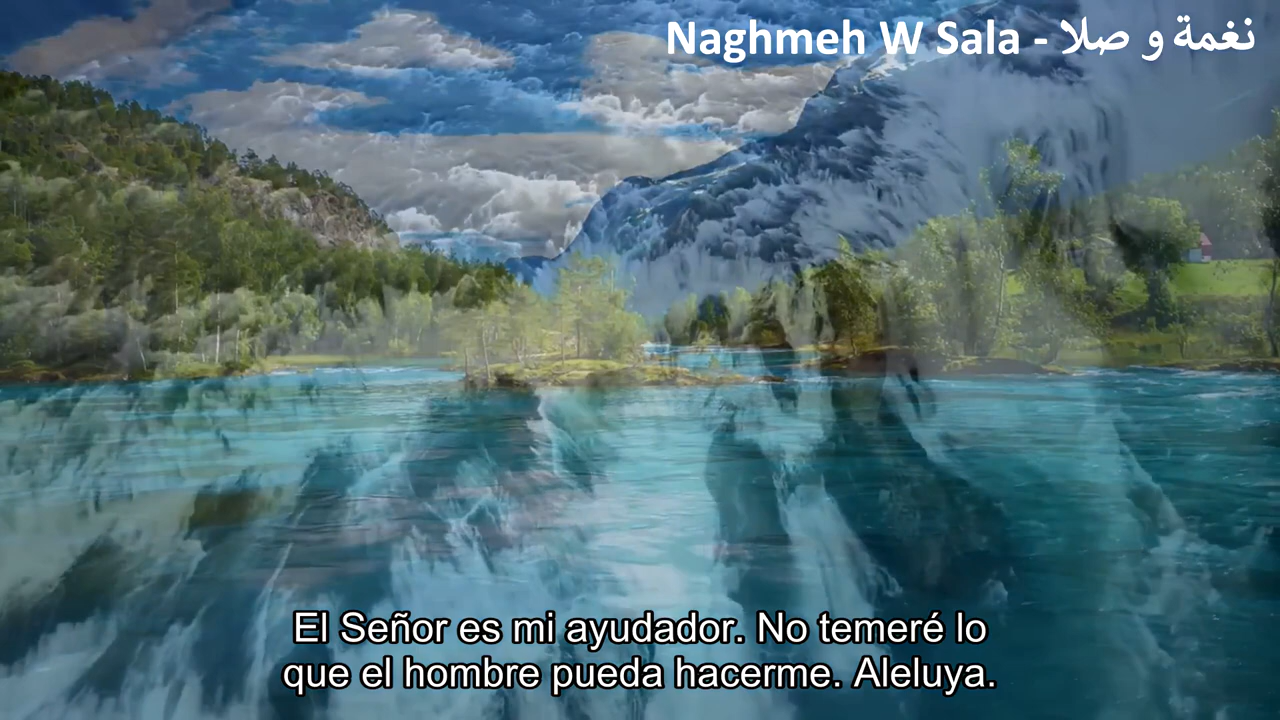 Naghmeh W Sala - نغمة و صلا
El Señor es mi ayudador. No temeré lo
que el hombre pueda hacerme. Aleluya.